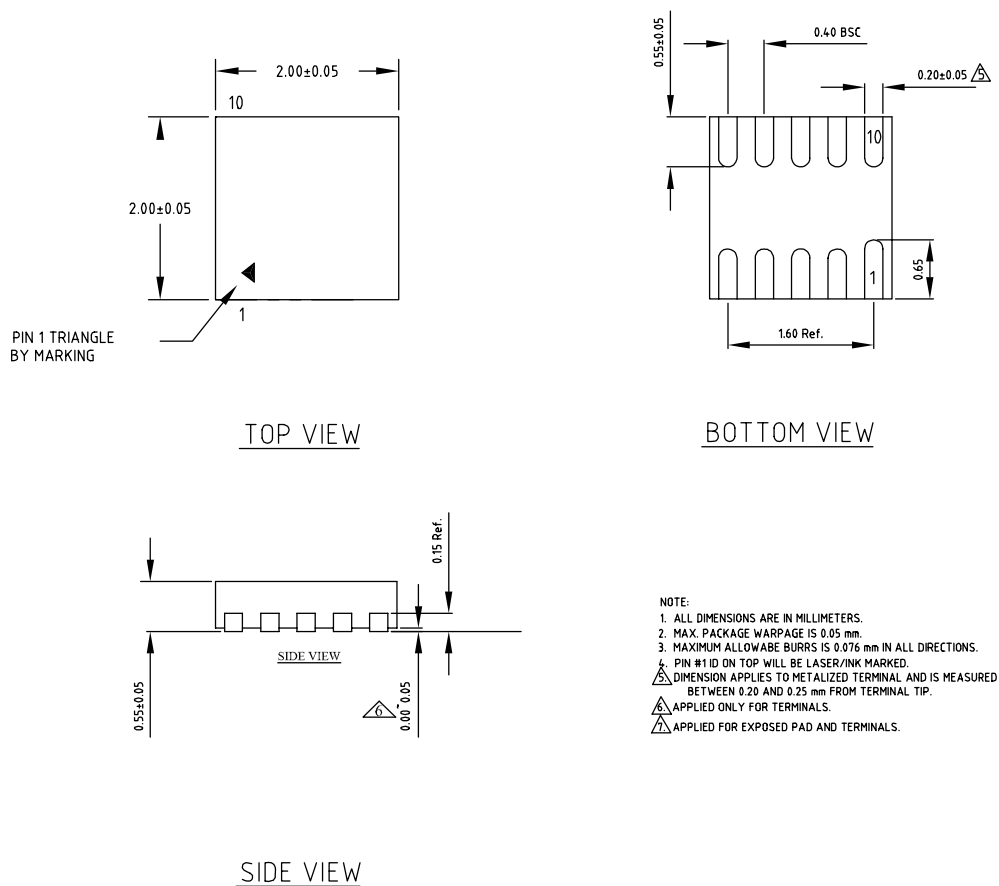 2.00±0.05
10
2.00±0.05
1
PIN 1 TRIANGLE
BY MARKING
TOP VIEW
0.55±0.05
0.40 BSC
0.20±0.05 5
10
1
0.65
1.60 Ref.
BOTTOM VIEW
0.15 Ref.
SIDE VIEW
0.55±0.05
6
0.00~0.05
SIDE VIEW
NOTE:
1. ALL DIMENSIONS ARE IN MILLIMETERS.
2. MAX. PACKAGE WARPAGE IS 0.05 mm.
3. MAXIMUM ALLOWABE BURRS IS 0.076 mm IN ALL DIRECTIONS.
4. PIN #1 ID ON TOP WILL BE LASER/INK MARKED.
5. DIMENSION APPLIES TO METALIZED TERMINAL AND IS MEASURED
BETWEEN 0.20 AND 0.25 mm FROM TERMINAL TIP.
6. APPLIED ONLY FOR TERMINALS.
7. APPLIED FOR EXPOSED PAD AND TERMINALS.